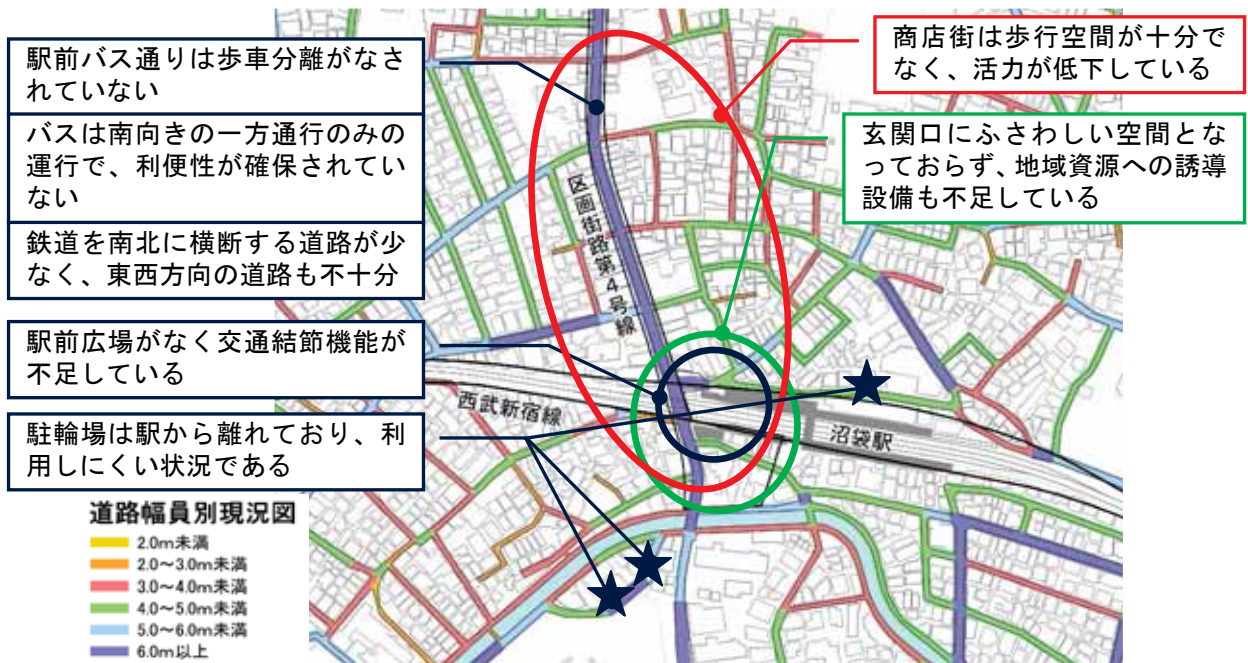 駅前バス通りは歩車分離がなさ
れていない
バスは南向きの一方通行のみの
運行で、利便性が確保されてい
ない
鉄道を南北に横断する道路が少
なく、東西方向の道路も不十分
駅前広場がなく交通結節機能が
不足している
駐輪場は駅から離れており、利
用しにくい状況である
商店街は歩行空間が十分で
なく、活力が低下している
玄関口にふさわしい空間とな
っておらず、地域資源への誘導
設備も不足している
区画街路第4号線
西武新宿線
沼袋駅
道路幅員別現況図
2.0m未満
2.0～3.0m未満
3.0～4.0m未満
4.0～5.0m未満
5.0～6.0m未満
6.0m以上